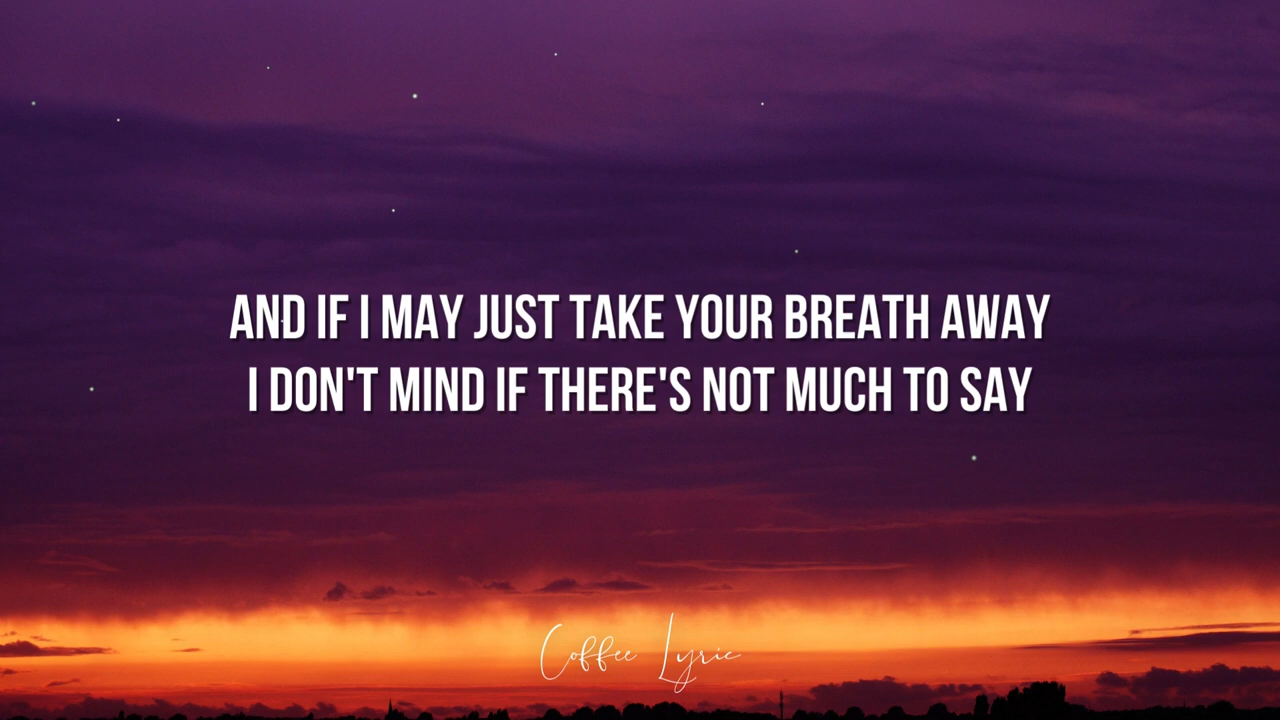 AND IF I MAY JUST TAKE YOUR BREATH AWAY
I DON'T MIND IF THERE'S NOT MUCH TO SAY
Coffee Lyric